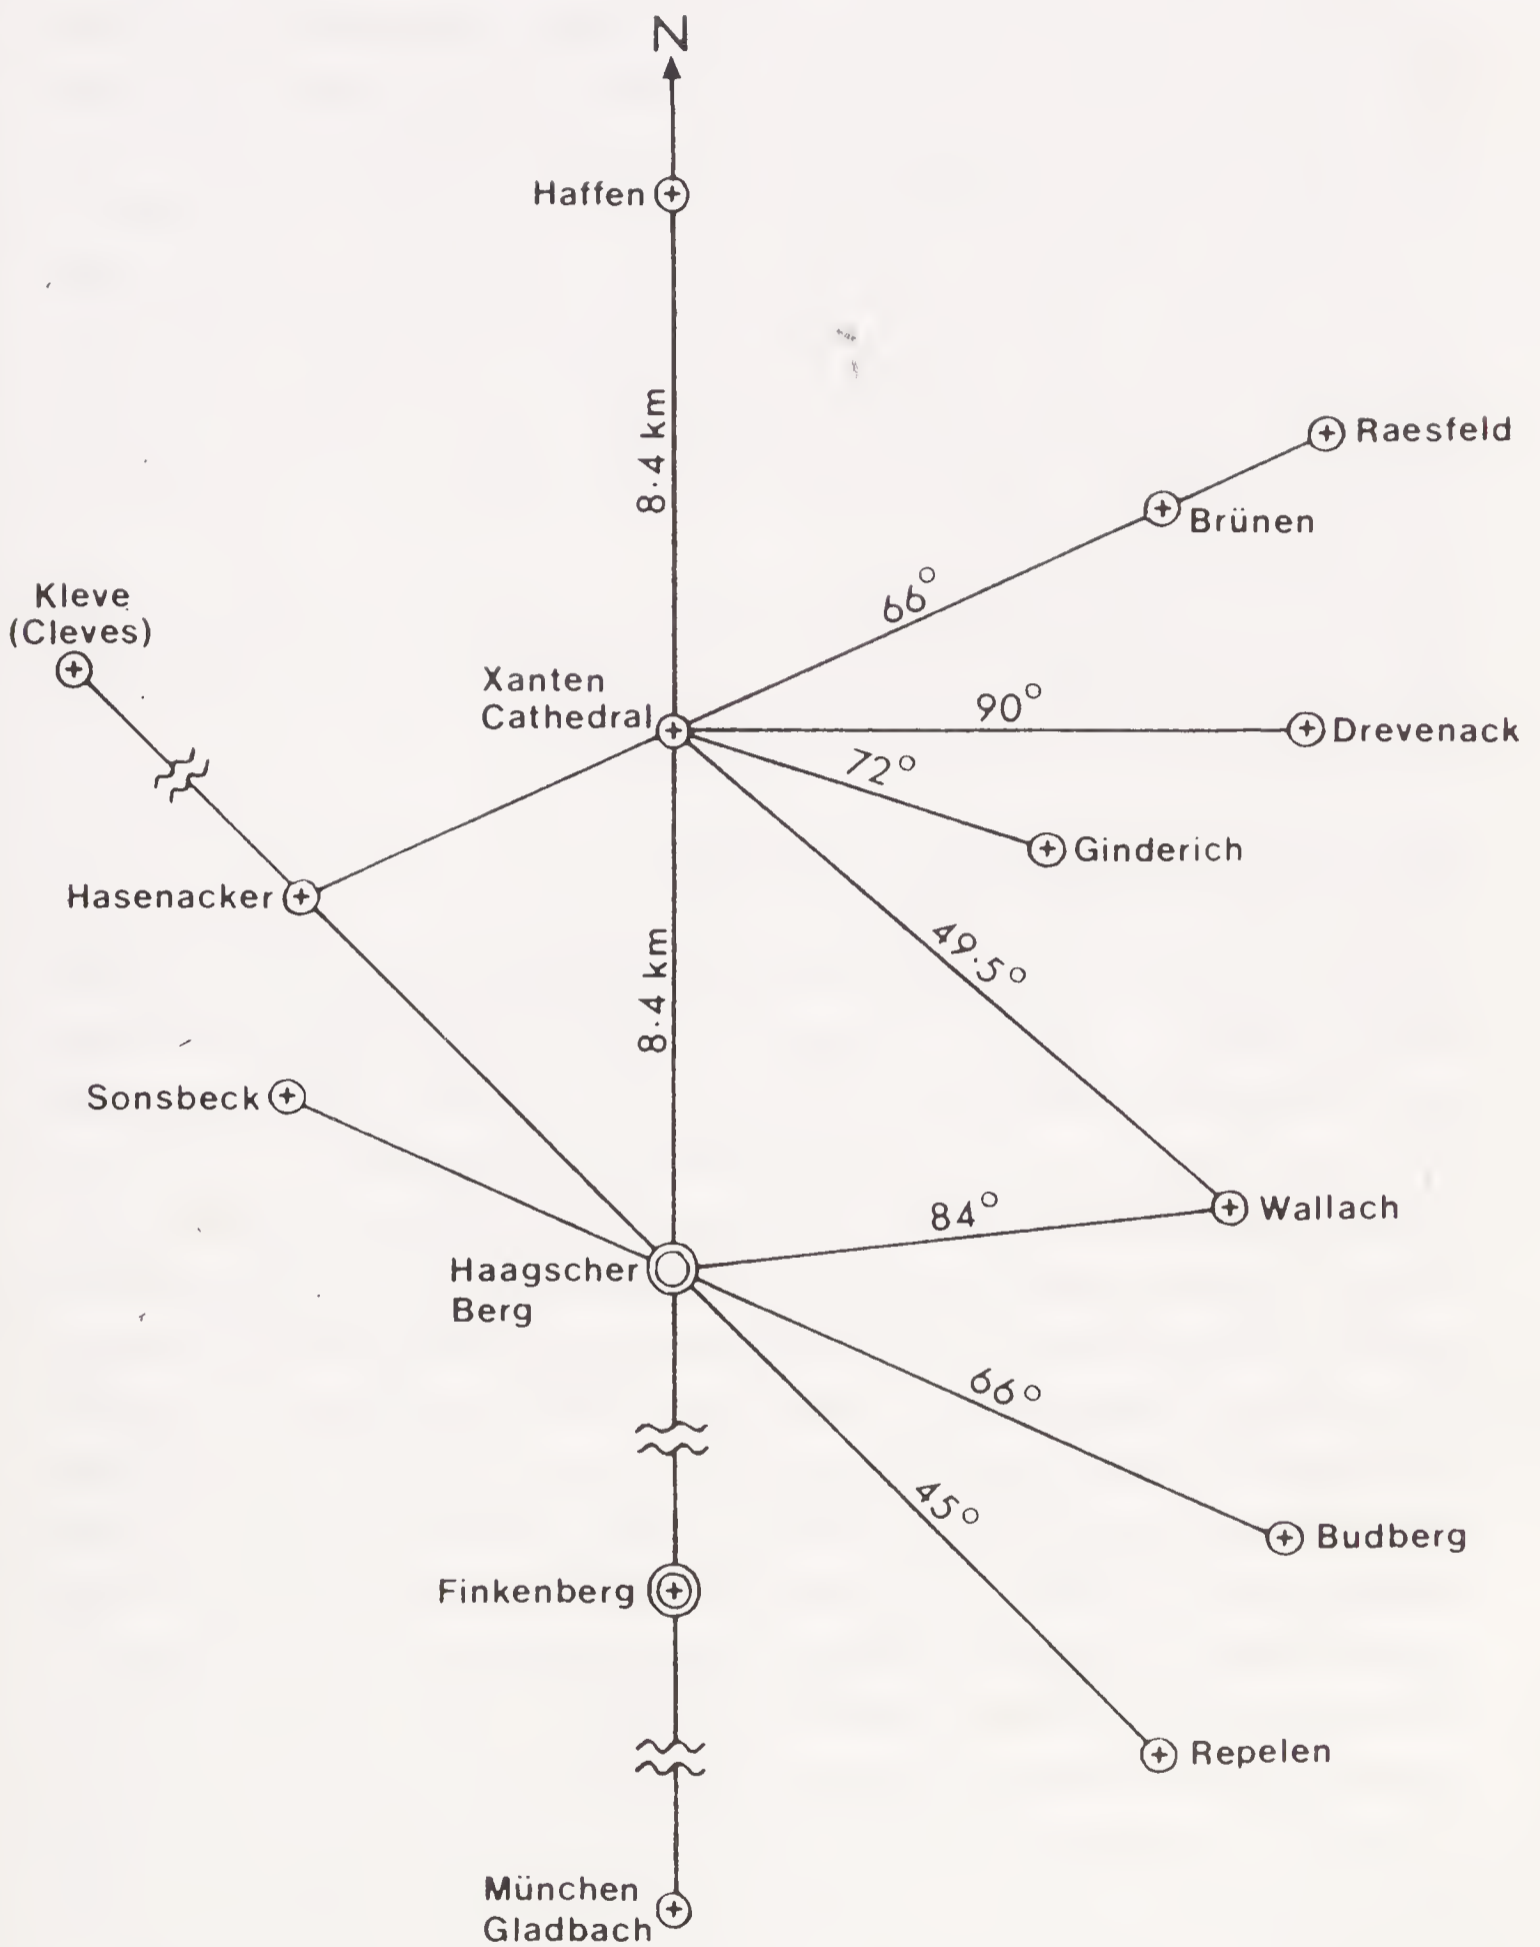 N
Haffen
8.4 km
Raesfeld
Brünen
66°
Kleve
(Cleves)
Xanten
Cathedral
90°
Drevenack
72°
Ginderich
Hasenacker
49.5°
8.4 km
Sonsbeck
84°
Wallach
Haagscher
Berg
66°
45°
Budberg
Finkenberg
Repelen
München
Gladbach